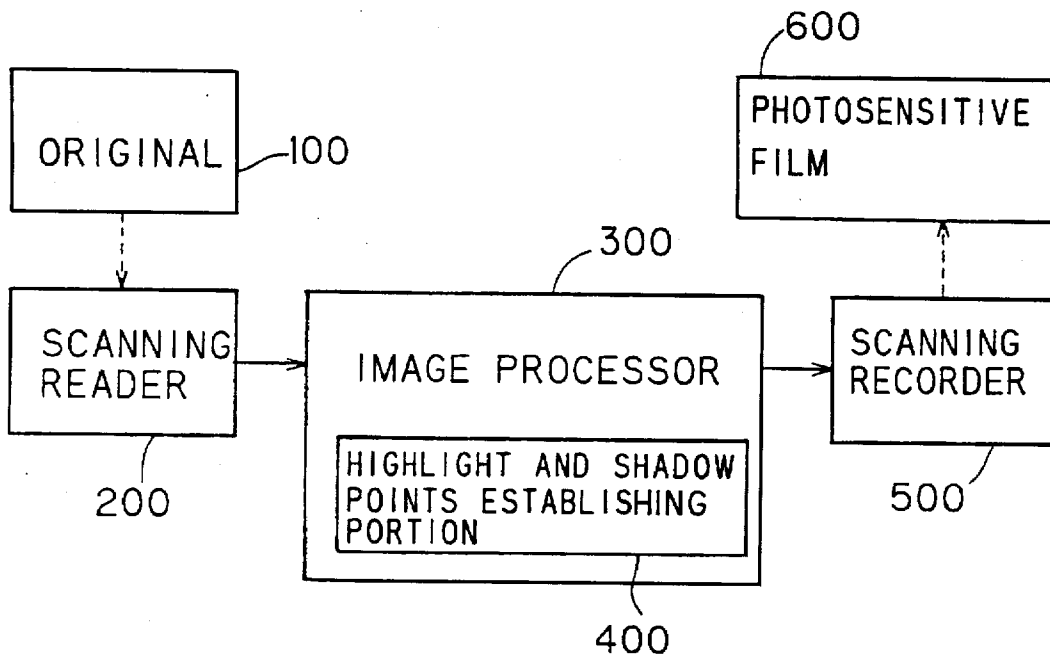 600
ORIGINAL
100
PHOTOSENSITIVE
FILM
300
SCANNING
READER
200
IMAGE PROCESSOR
HIGHLIGHT AND SHADOW
POINTS ESTABLISHING
PORTION
400
SCANNING
RECORDER
500